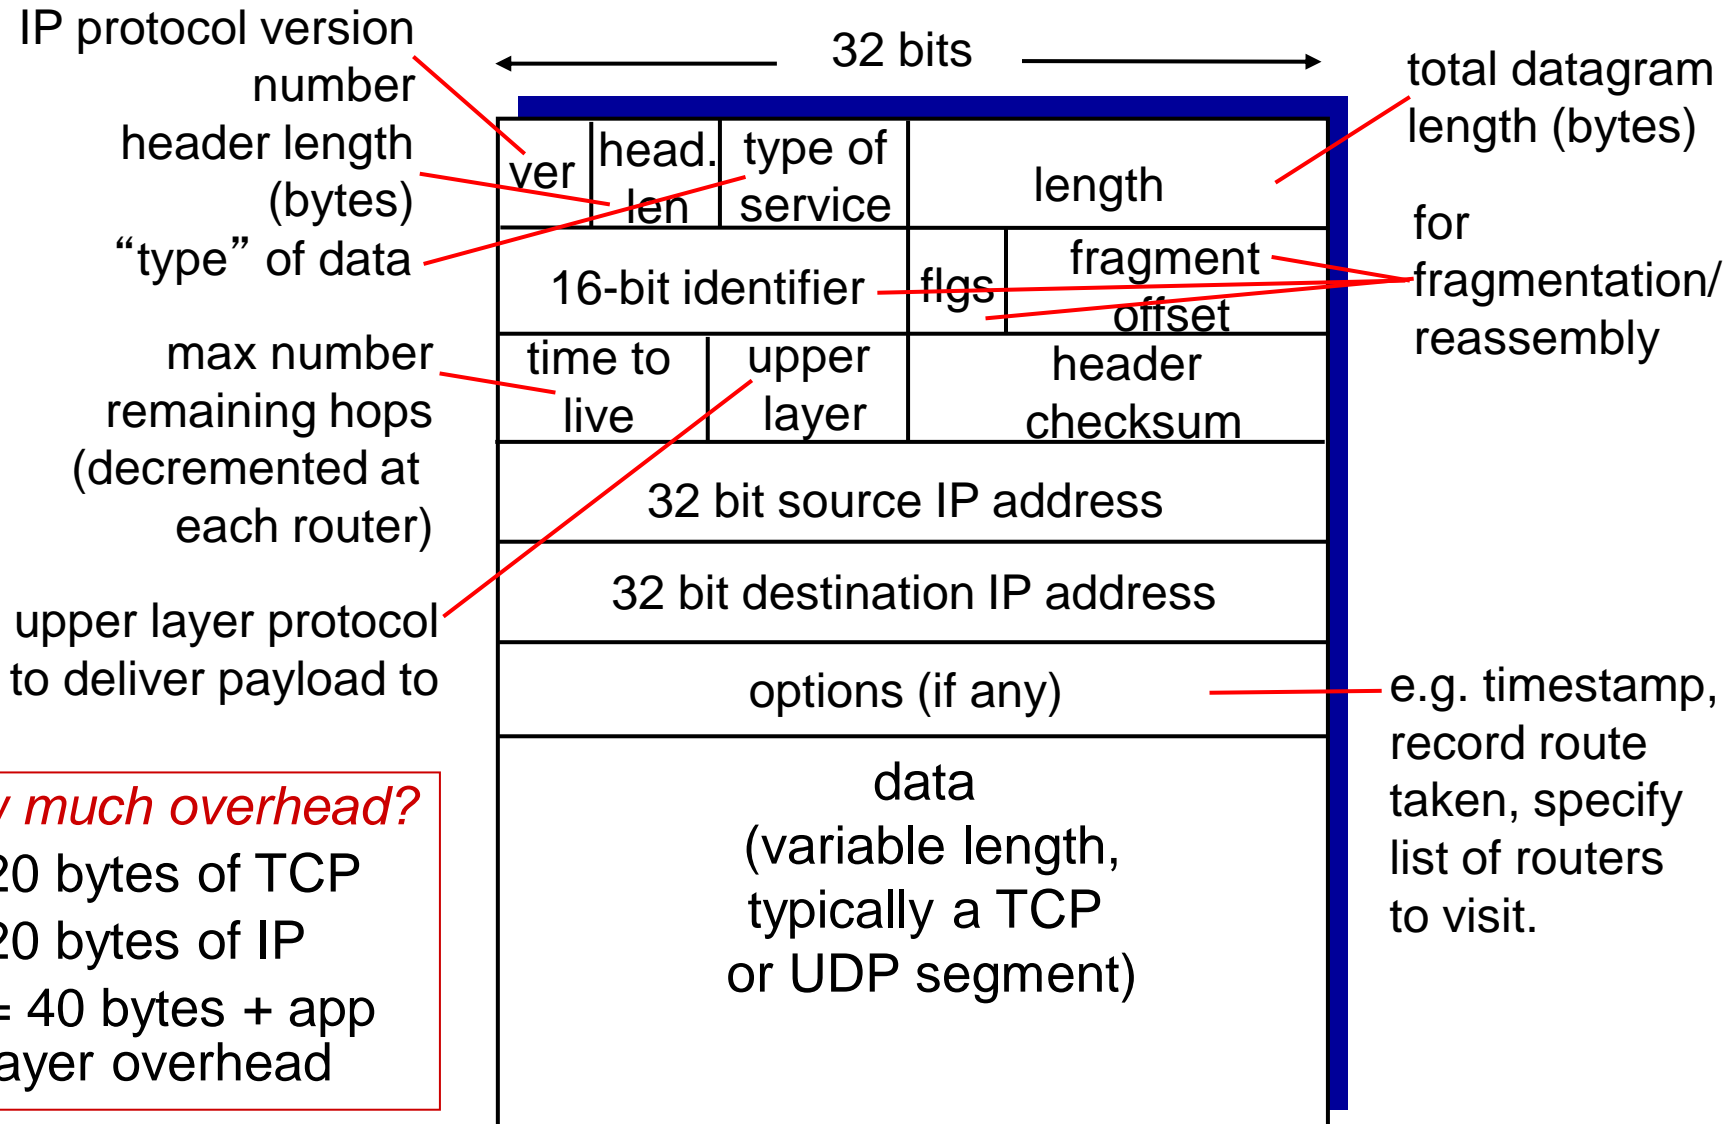 IP protocol version
number
header length
(bytes)
“type” of data
max number
remaining hops
(decremented at
each router)
upper layer protocol
to deliver payload to
much overhead?
20 bytes of TCP
20 bytes of IP
= 40 bytes + app
ayer overhead
32 bits
ver
head.
len
type of
service
length
16-bit identifier
flgs
fragment
offset
time to
live
upper
layer
header
checksum
32 bit source IP address
32 bit destination IP address
options (if any)
data
(variable length,
typically a TCP
or UDP segment)
total datagram
length (bytes)
for
fragmentation/
reassembly
e.g. timestamp,
record route
taken, specify
list of routers
to visit.